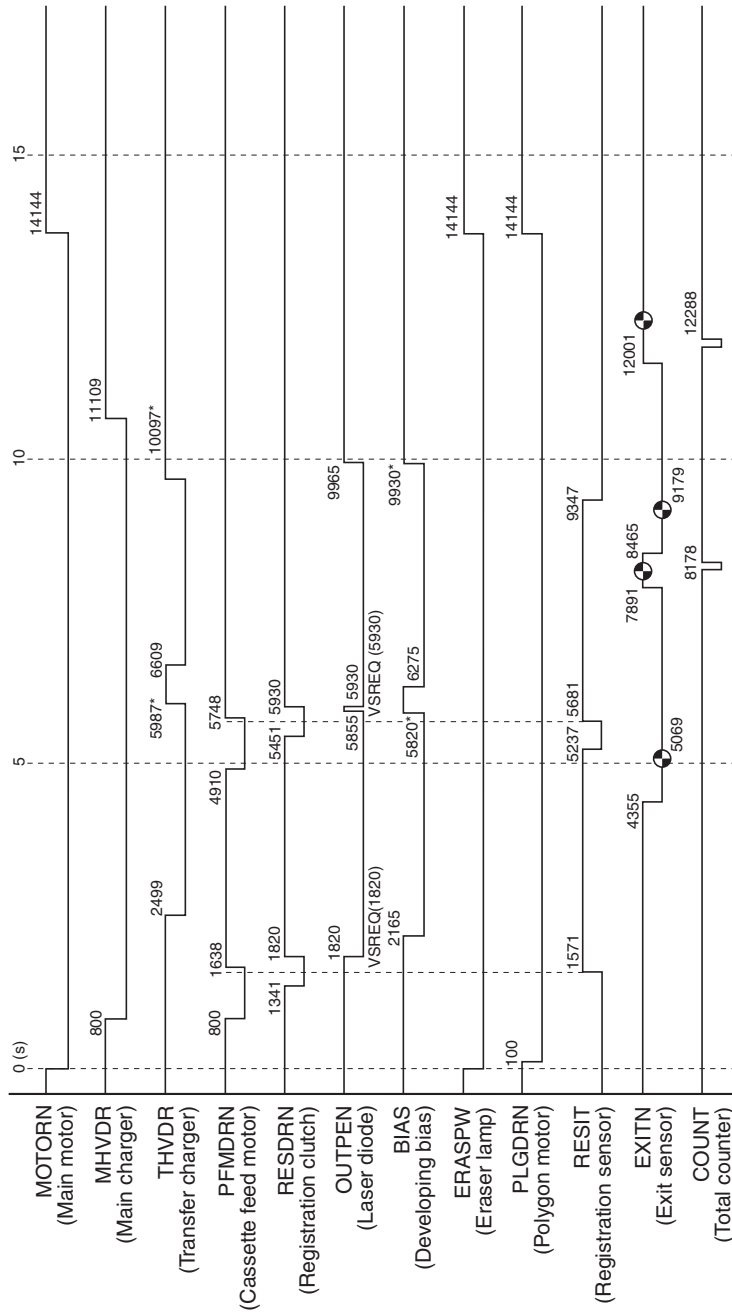 0 (s)
5
10
15
MOTORN
(Main motor)
14144
MHVDR
(Main charger)
800
11109
THVDR
(Transfer charger)
2499
5987*
6609
10097*
PFMDRN
(Cassette feed motor)
800
1638
4910
5748
RESDRN
(Registration clutch)
1341
1820
5451
5930
OUTPEN
(Laser diode)
1820
VSREQ(1820)
5855
5930
VSREQ (5930)
9965
BIAS
(Developing bias)
2165
5820*
6275
9930*
ERASPW
(Eraser lamp)
14144
PLGDRN
(Polygon motor)
100
14144
RESIT
(Registration sensor)
1571
5237
5681
9347
EXITN
(Exit sensor)
4355
5069
7891
8465
9179
12001
COUNT
(Total counter)
8178
12288